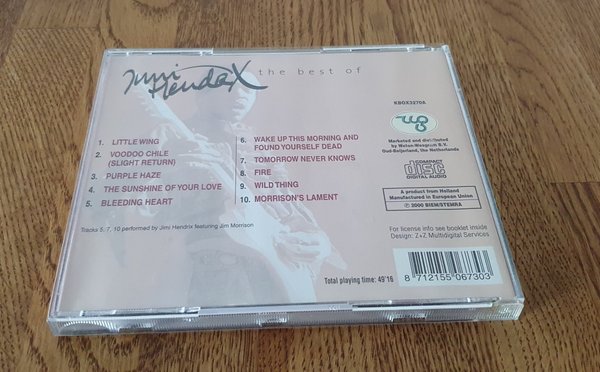 Jimi Hendrix the best of
1. LITTLE WING
2. VOODOO CHILE
(SLIGHT RETURN)
3. PURPLE HAZE
4. THE SUNSHINE OF YOUR LOVE
5. BLEEDING HEART
6. WAKE UP THIS MORNING AND
FOUND YOURSELF DEAD
7. TOMORROW NEVER KNOWS
8. FIRE
9. WILD THING
10. MORRISON'S LAMENT
Tracks 5, 7, 10 performed by Jimi Hendrix featuring Jim Morrison
Total playing time: 49'16
KBOX3270A
Marketed and distributed
by Weton-Wesgram B.V.
Oud-Beijerland, the Netherlands
COMPACT
disc
DIGITAL AUDIO
A product from Holland
Manufactured in European Union
℗ 2000 BIEM/STEMRA
For license info see booklet inside
Design: Z+Z Multidigital Services
8 712155 067303